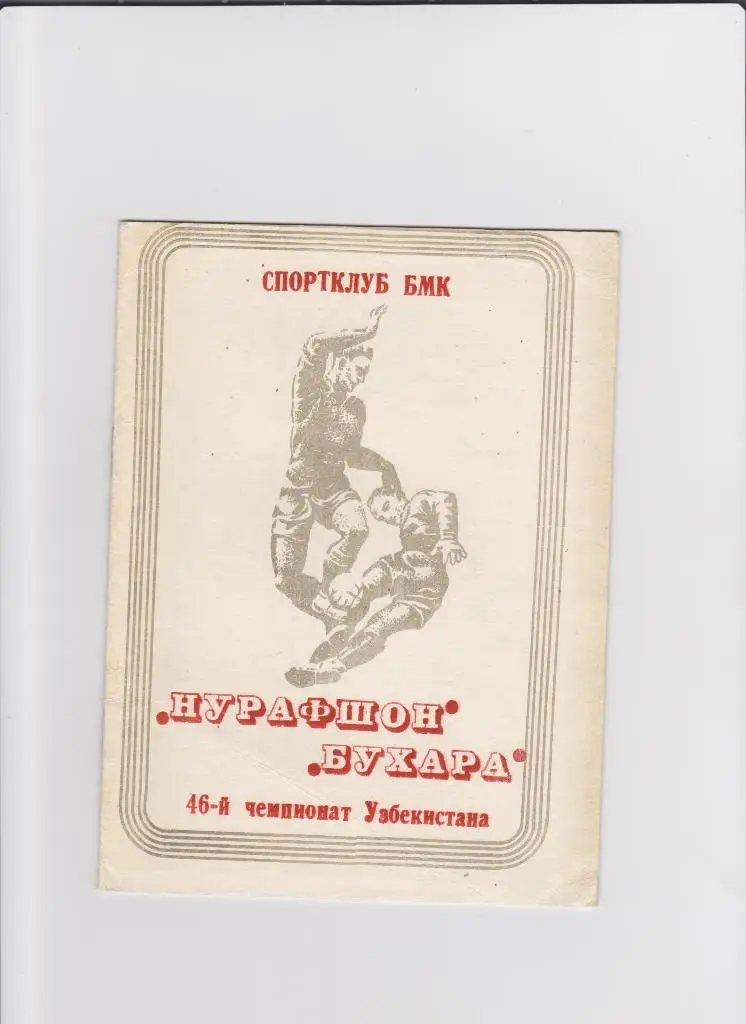 СПОРТКЛУБ БМК
„НУРАФШОН“
„БУХАРА“
46-й чемпионат Узбекистана